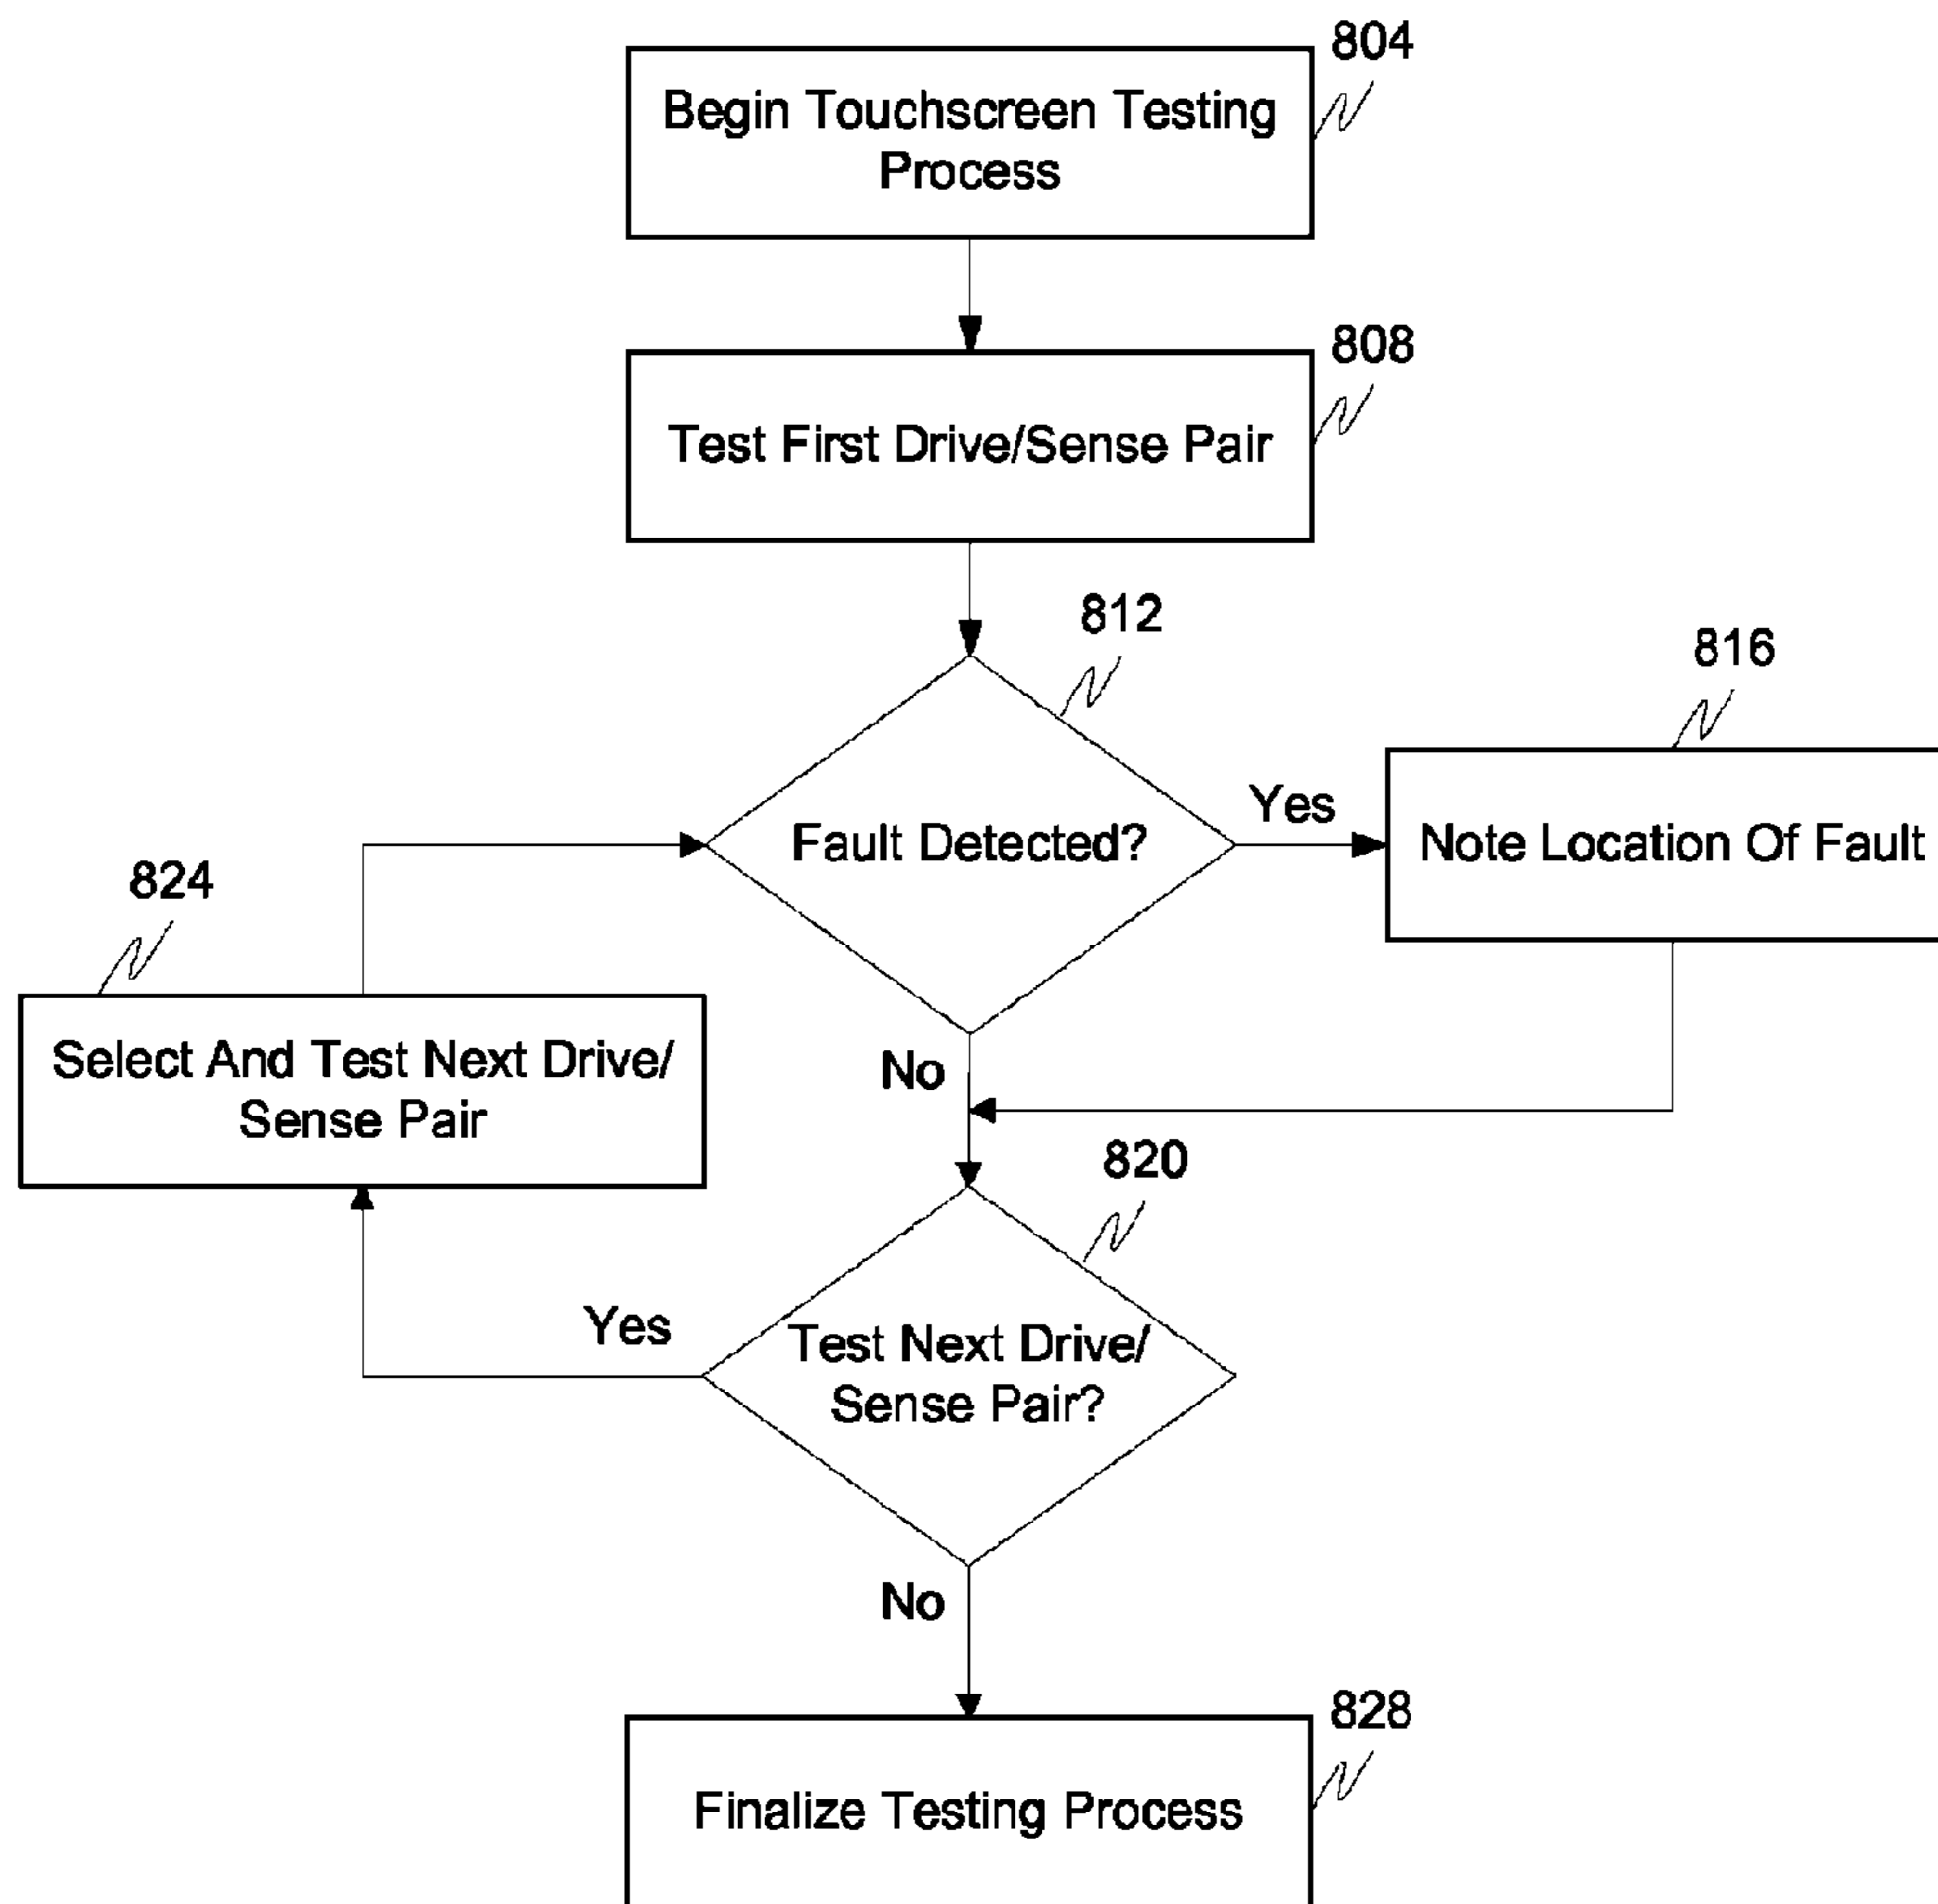 804
Begin Touchscreen Testing
Process
808
Test First Drive/Sense Pair
812
816
Fault Detected?
Yes
Note Location Of Fault
824
Select And Test Next Drive/
Sense Pair
No
820
Yes
Test Next Drive/
Sense Pair?
No
828
Finalize Testing Process